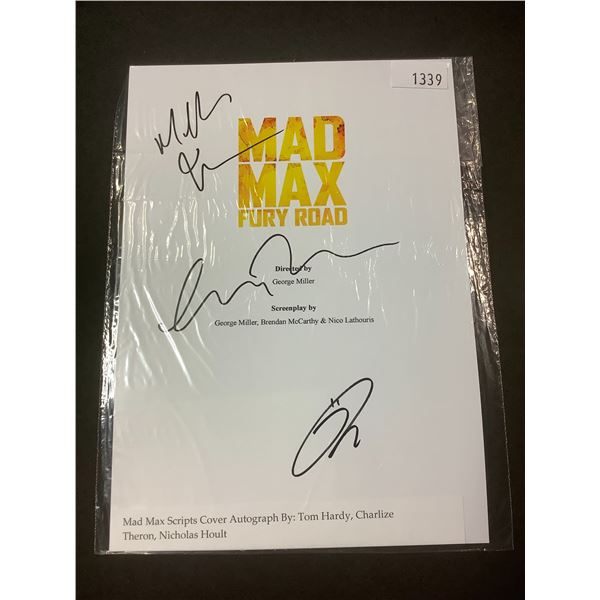 1339
MAD
MAX
FURY ROAD
Directed by
George Miller
Screenplay by
George Miller, Brendan McCarthy & Nico Lathouris
Mad Max Scripts Cover Autograph By: Tom Hardy, Charlize
Theron, Nicholas Hoult